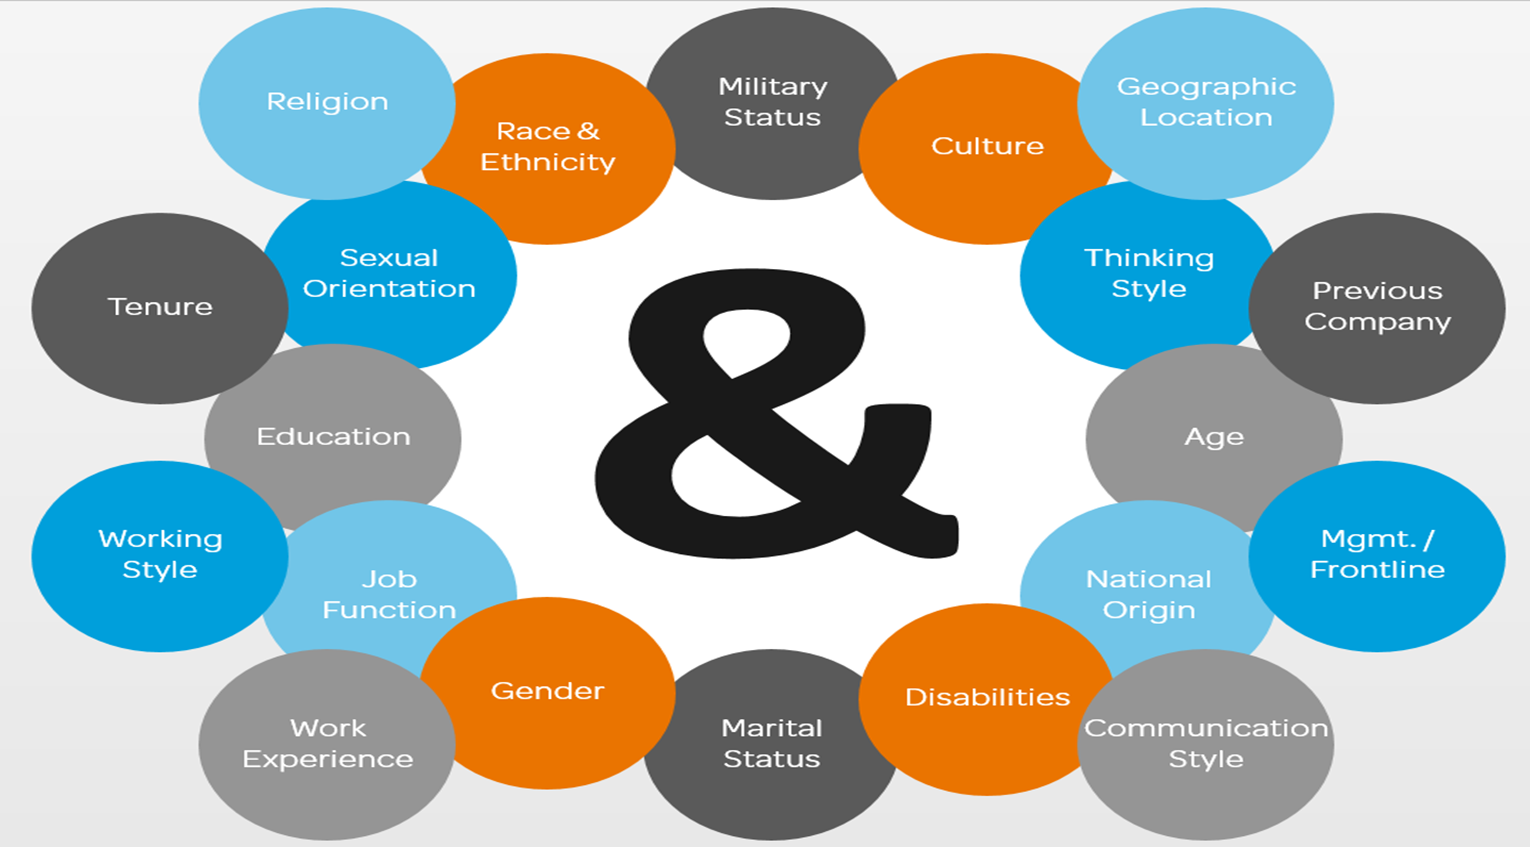 Religion
Race &
Ethnicity
Military
Status
Culture
Geographic
Location
Tenure
Sexual
Orientation
Thinking
Style
Previous
Company
Education
&
Age
Working
Style
Job
Function
National
Origin
Mgmt. /
Frontline
Work
Experience
Gender
Marital
Status
Disabilities
Communication
Style